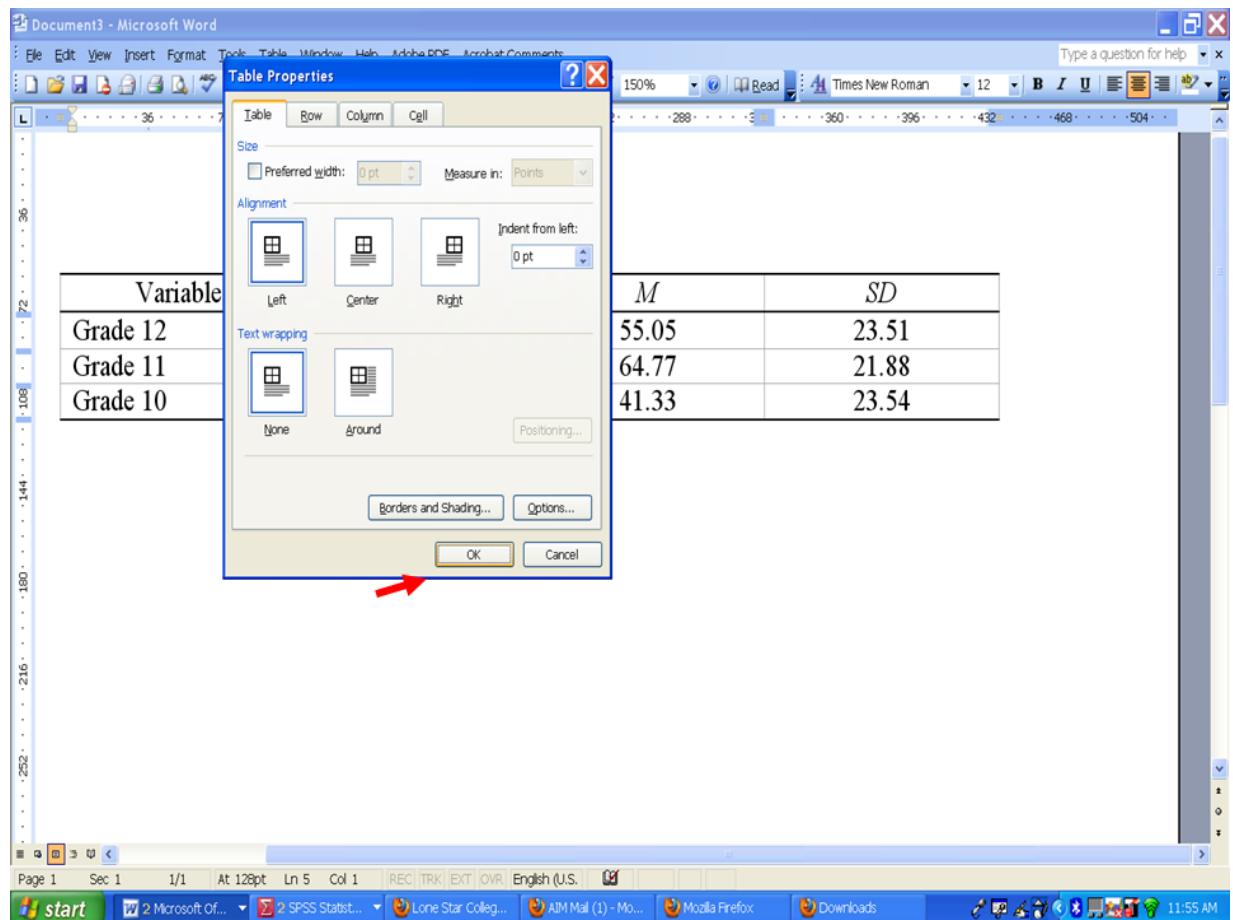 Document3 - Microsoft Word
File Edit View Insert Format Tools Table Window Help Adobe PDF Acrobat Comments
Type a question for help
150% Read Times New Roman 12 B I U
36 288 360 396 432 468 504
Table Properties
Table Row Column Cell
Size
Preferred width: 0 pt Measure in: Points
Alignment
Indent from left:
0 pt
Left Center Right
Text wrapping
None Around
Positioning...
Borders and Shading... Options...
OK Cancel
Variable M SD
Grade 12 55.05 23.51
Grade 11 64.77 21.88
Grade 10 41.33 23.54
36
72
108
144
180
216
252
Page 1 Sec 1 1/1 At 128pt Ln 5 Col 1 REC TRK EXT OVR English (U.S.
start 2 Microsoft Of... 2 SPSS Statist... Lone Star Colleg... AIM Mail (1) - Mo... Mozilla Firefox Downloads 11:55 AM